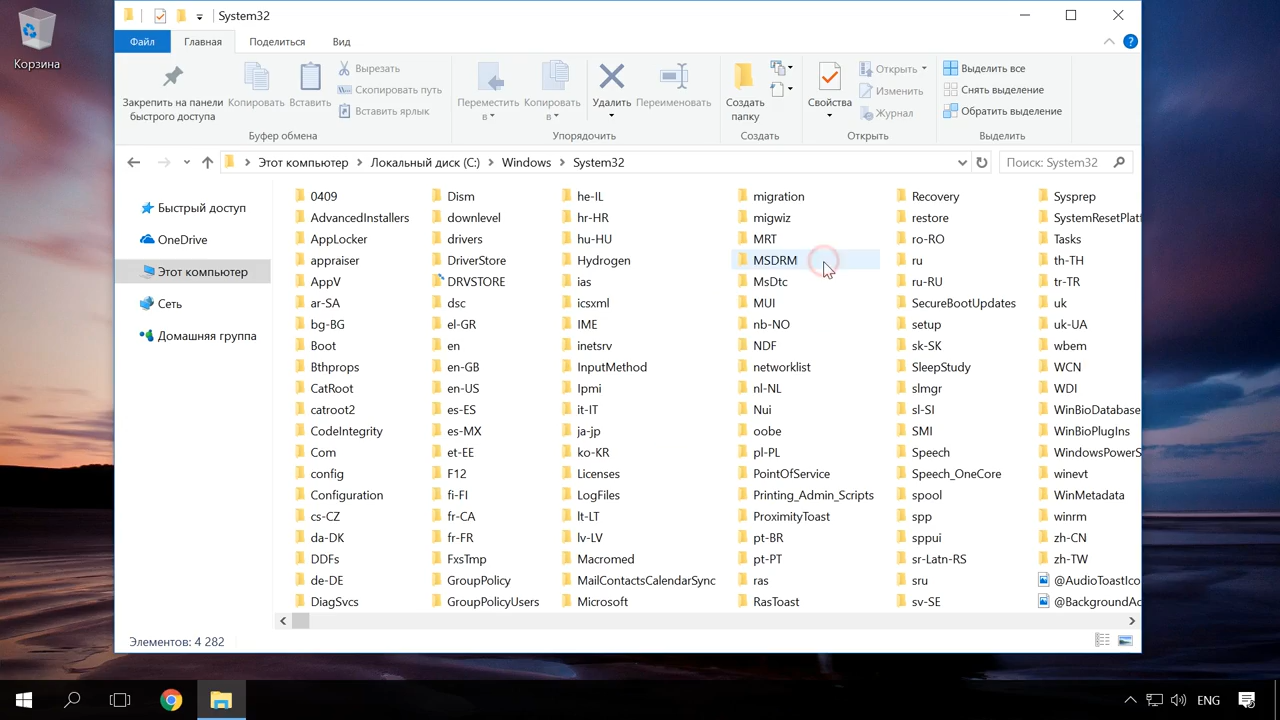 Корзина
System32
Файл
Главная
Поделиться
Вид
Закрепить на панели
быстрого доступа
Копировать
Вставить
Вырезать
Скопировать путь
Вставить ярлык
Буфер обмена
Переместить
в
Копировать
в
Удалить
Переименовать
Упорядочить
Создать
папку
Создать
Свойства
Открыть
Изменить
Журнал
Открыть
Выделить все
Снять выделение
Обратить выделение
Выделить
Этот компьютер
Локальный диск (C:)
Windows
System32
Поиск: System32
Быстрый доступ
OneDrive
Этот компьютер
Сеть
Домашняя группа
0409
AdvancedInstallers
AppLocker
appraiser
AppV
ar-SA
bg-BG
Boot
Bthprops
CatRoot
catroot2
CodeIntegrity
Com
config
Configuration
cs-CZ
da-DK
DDFs
de-DE
DiagSvcs
Dism
downlevel
drivers
DriverStore
DRVSTORE
dsc
el-GR
en
en-GB
en-US
es-ES
es-MX
et-EE
F12
fi-FI
fr-CA
fr-FR
FxsTmp
GroupPolicy
GroupPolicyUsers
he-IL
hr-HR
hu-HU
Hydrogen
ias
icsxml
IME
inetsrv
InputMethod
Ipmi
it-IT
ja-jp
ko-KR
Licenses
LogFiles
lt-LT
lv-LV
Macromed
MailContactsCalendarSync
Microsoft
migration
migwiz
MRT
MSDRM
MsDtc
MUI
nb-NO
NDF
networklist
nl-NL
Nui
oobe
pl-PL
PointOfService
Printing_Admin_Scripts
ProximityToast
pt-BR
pt-PT
ras
RasToast
Recovery
restore
ro-RO
ru
ru-RU
SecureBootUpdates
setup
sk-SK
SleepStudy
slmgr
sl-SI
SMI
Speech
Speech_OneCore
spool
spp
sppui
sr-Latn-RS
sru
sv-SE
Sysprep
SystemResetPlatf
Tasks
th-TH
tr-TR
uk
uk-UA
wbem
WCN
WDI
WinBioDatabase
WinBioPlugIns
WindowsPowerS
winevt
WinMetadata
winrm
zh-CN
zh-TW
@AudioToastIco
@BackgroundAc
Элементов: 4 282
ENG